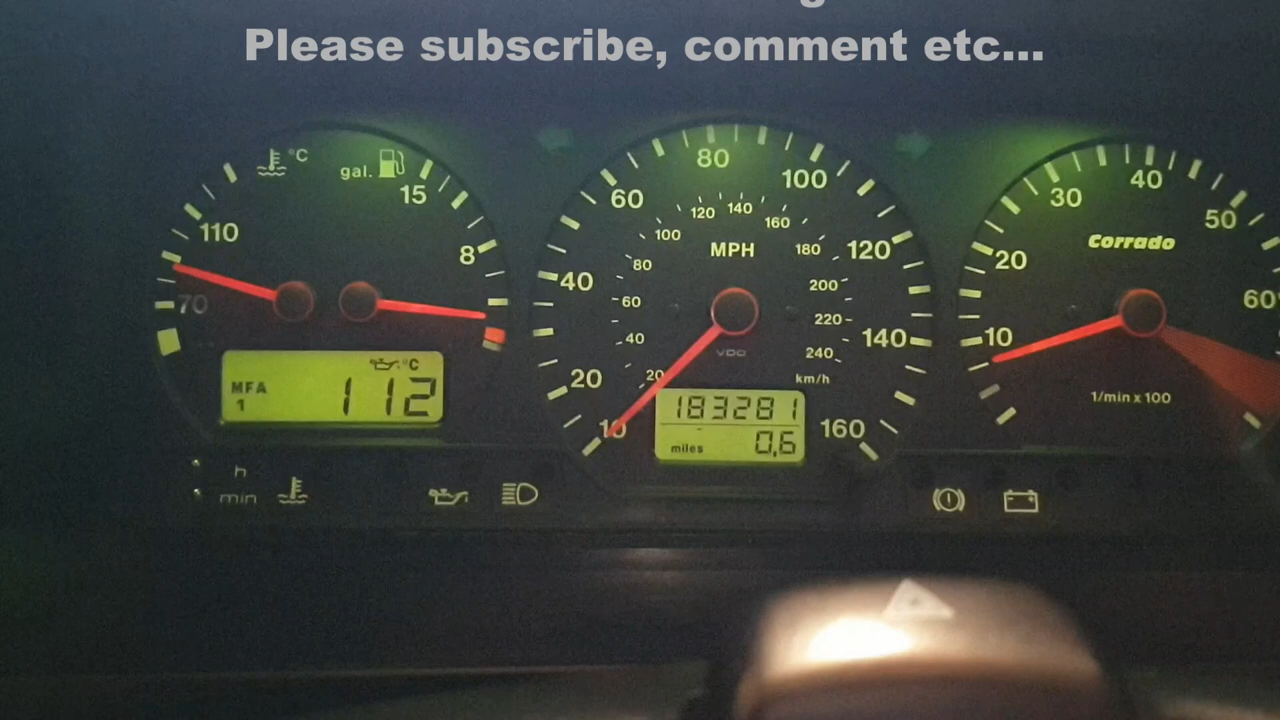 Please subscribe, comment etc...
°C
gal.
15
8
110
70
°C
MFA
1
112
h
min
10
20
40
60
80
100
120
140
160
MPH
20
40
60
80
100
120
140
160
180
200
220
240
km/h
VDO
183281
miles 0,6
10
20
30
40
50
60
Corrado
1/min x 100